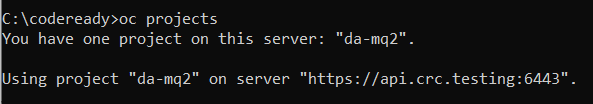 C:\codeready>oc projects
You have one project on this server: "da-mq2".
Using project "da-mq2" on server "https://api.crc.testing:6443".